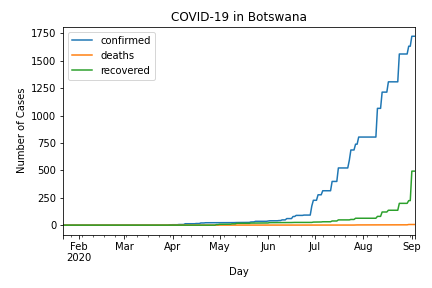 COVID-19 in Botswana
confirmed
deaths
recovered
Number of Cases
1750
1500
1250
1000
750
500
250
0
Feb Mar Apr May Jun Jul Aug Sep
2020
Day